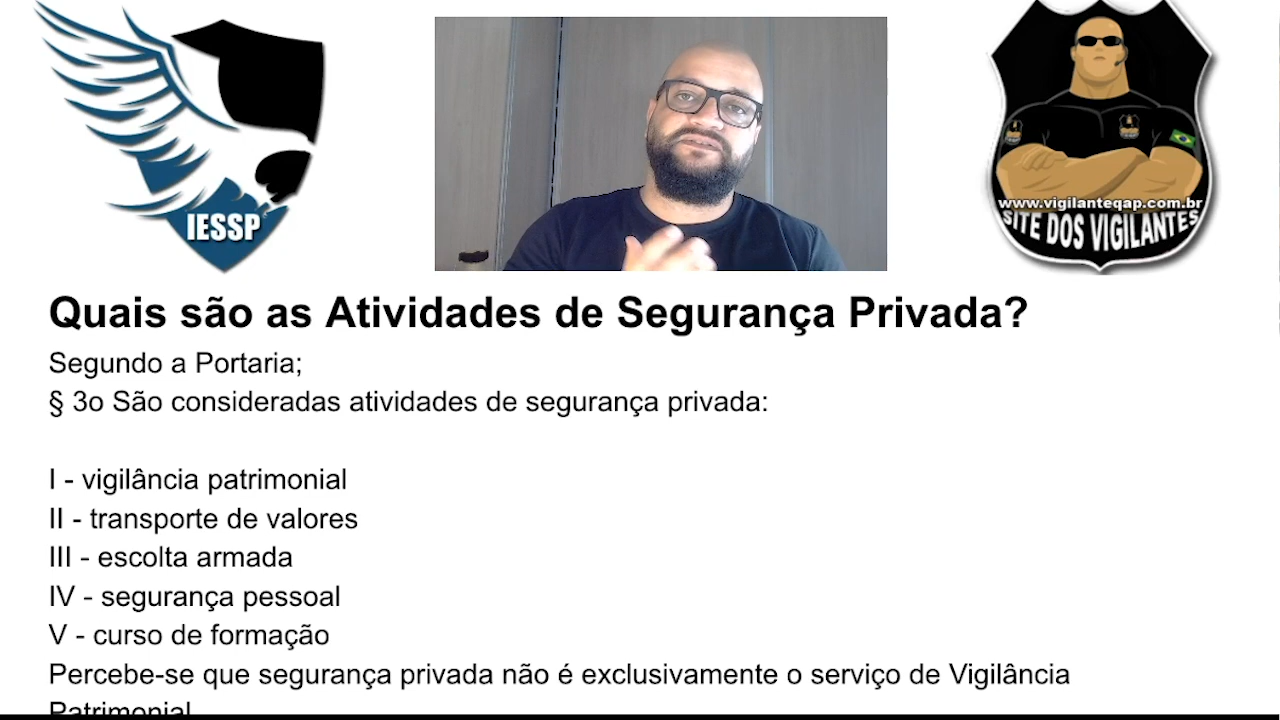 IESSP
www.vigilanteqap.com.br
SITE DOS VIGILANTES
Quais são as Atividades de Segurança Privada?
Segundo a Portaria;
§ 3o São consideradas atividades de segurança privada:
I - vigilância patrimonial
II - transporte de valores
III - escolta armada
IV - segurança pessoal
V - curso de formação
Percebe-se que segurança privada não é exclusivamente o serviço de Vigilância
Patrimonial